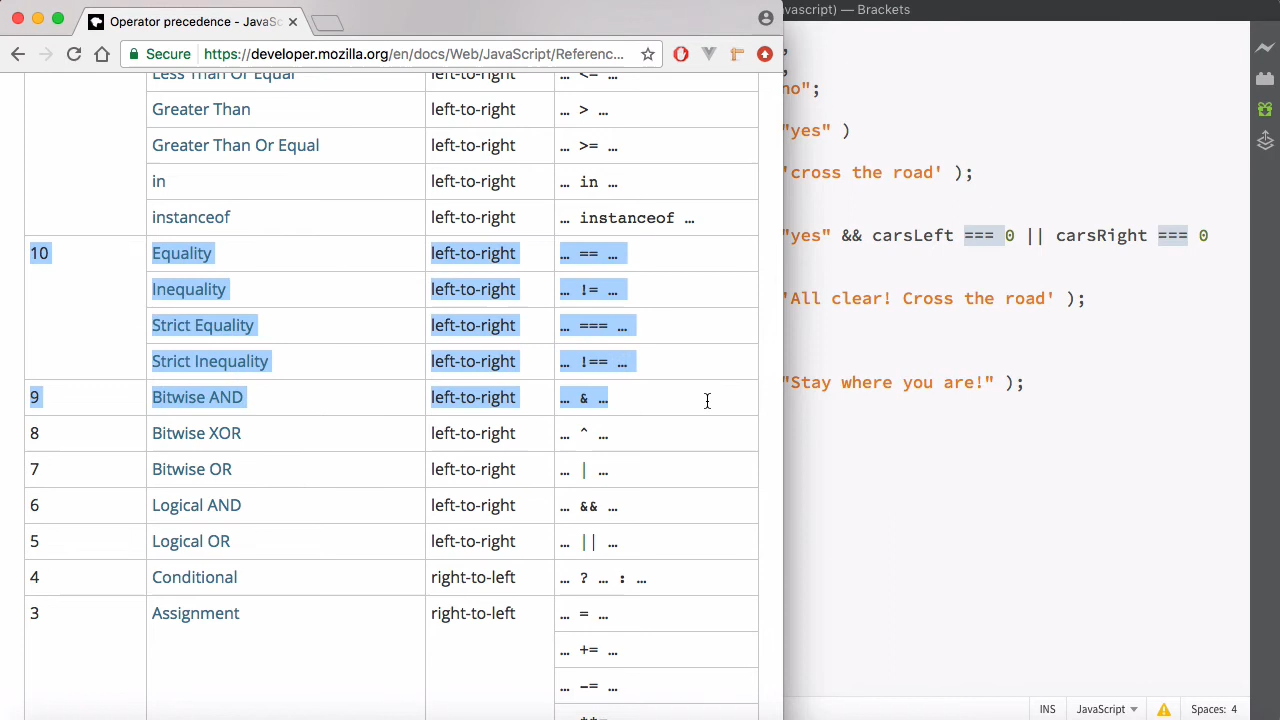 Operator precedence - JavaSc
vascript) — Brackets
Secure https://developer.mozilla.org/en/docs/Web/JavaScript/Referenc...
Less Than Or Equal left-to-right … <= …
Greater Than left-to-right … > …
Greater Than Or Equal left-to-right … >= …
in left-to-right … in …
instanceof left-to-right … instanceof …
10 Equality left-to-right … == …
Inequality left-to-right … != …
Strict Equality left-to-right … === …
Strict Inequality left-to-right … !== …
9 Bitwise AND left-to-right … & …
8 Bitwise XOR left-to-right … ^ …
7 Bitwise OR left-to-right … | …
6 Logical AND left-to-right … && …
5 Logical OR left-to-right … || …
4 Conditional right-to-left … ? … : …
3 Assignment right-to-left … = …
… += …
… -= …
;
;
no";
"yes" )
'cross the road' );
"yes" && carsLeft === 0 || carsRight === 0
'All clear! Cross the road' );
"Stay where you are!" );
INS JavaScript Spaces: 4